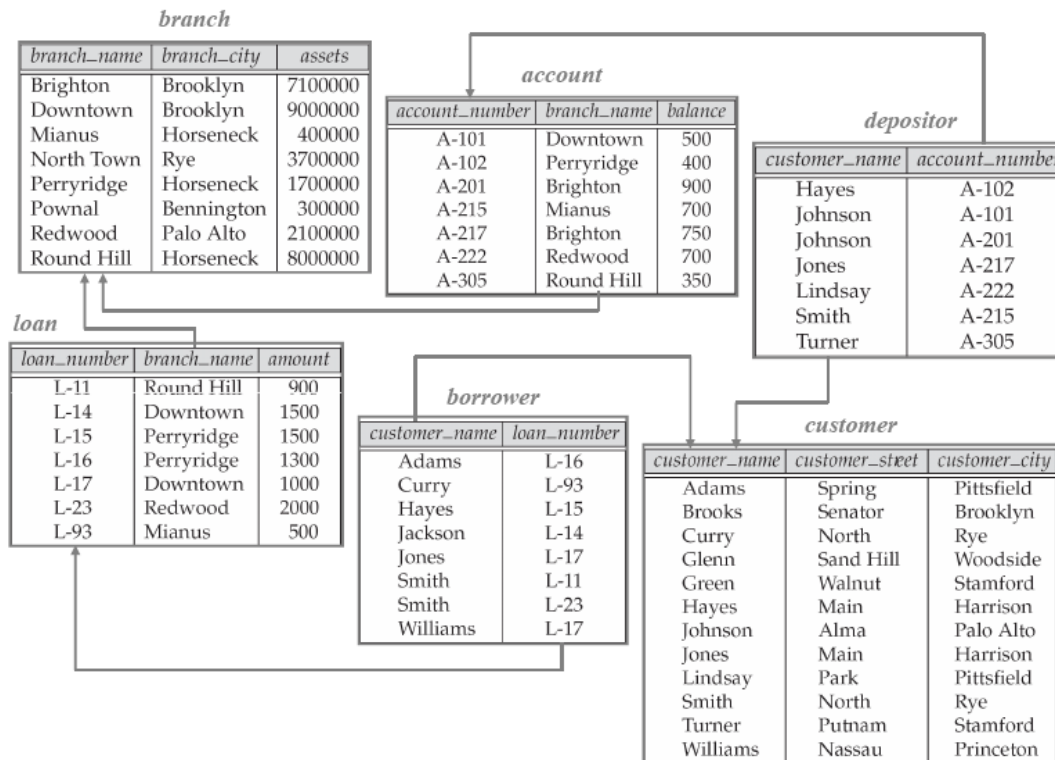 branch
branch_name branch_city assets
Brighton Brooklyn 7100000
Downtown Brooklyn 9000000
Mianus Horseneck 400000
North Town Rye 3700000
Perryridge Horseneck 1700000
Pownal Bennington 300000
Redwood Palo Alto 2100000
Round Hill Horseneck 8000000
account
account_number branch_name balance
A-101 Downtown 500
A-102 Perryridge 400
A-201 Brighton 900
A-215 Mianus 700
A-217 Brighton 750
A-222 Redwood 700
A-305 Round Hill 350
depositor
customer_name account_number
Hayes A-102
Johnson A-101
Johnson A-201
Jones A-217
Lindsay A-222
Smith A-215
Turner A-305
loan
loan_number branch_name amount
L-11 Round Hill 900
L-14 Downtown 1500
L-15 Perryridge 1500
L-16 Perryridge 1300
L-17 Downtown 1000
L-23 Redwood 2000
L-93 Mianus 500
borrower
customer_name loan_number
Adams L-16
Curry L-93
Hayes L-15
Jackson L-14
Jones L-17
Smith L-11
Smith L-23
Williams L-17
customer
customer_name customer_street customer_city
Adams Spring Pittsfield
Brooks Senator Brooklyn
Curry North Rye
Glenn Sand Hill Woodside
Green Walnut Stamford
Hayes Main Harrison
Johnson Alma Palo Alto
Jones Main Harrison
Lindsay Park Pittsfield
Smith North Rye
Turner Putnam Stamford
Williams Nassau Princeton